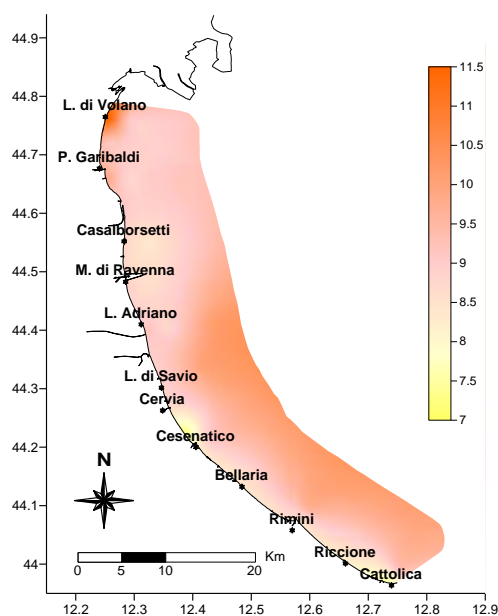 44.9
44.8
44.7
44.6
44.5
44.4
44.3
44.2
44.1
44
12.2 12.3 12.4 12.5 12.6 12.7 12.8 12.9
L. di Volano
P. Garibaldi
Casalborsetti
M. di Ravenna
L. Adriano
L. di Savio
Cervia
Cesenatico
Bellaria
Rimini
Riccione
Cattolica
N
0 5 10 20 Km
11.5
11
10.5
10
9.5
9
8.5
8
7.5
7